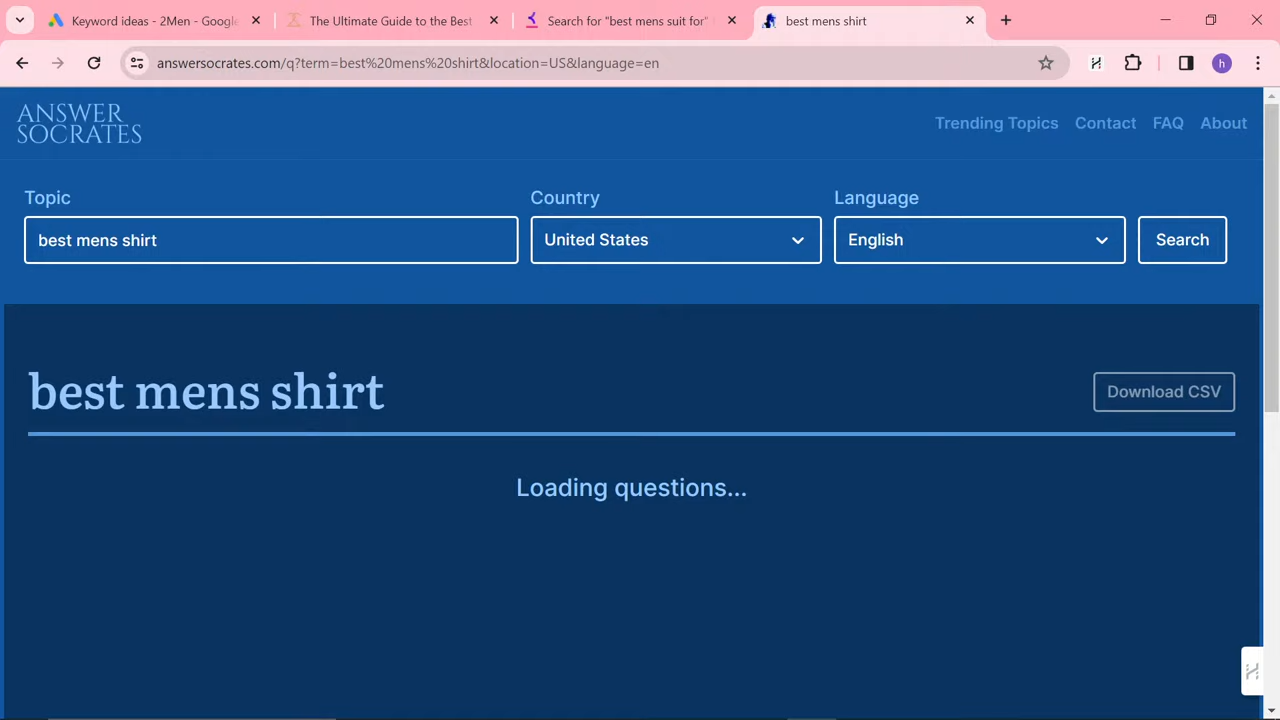 Keyword ideas - 2Men - Google
The Ultimate Guide to the Best
Search for "best mens suit for"
best mens shirt
answersocrates.com/q?term=best%20mens%20shirt&location=US&language=en
h
ANSWER
SOCRATES
Trending Topics Contact FAQ About
Topic Country Language
best mens shirt United States English Search
best mens shirt Download CSV
Loading questions...